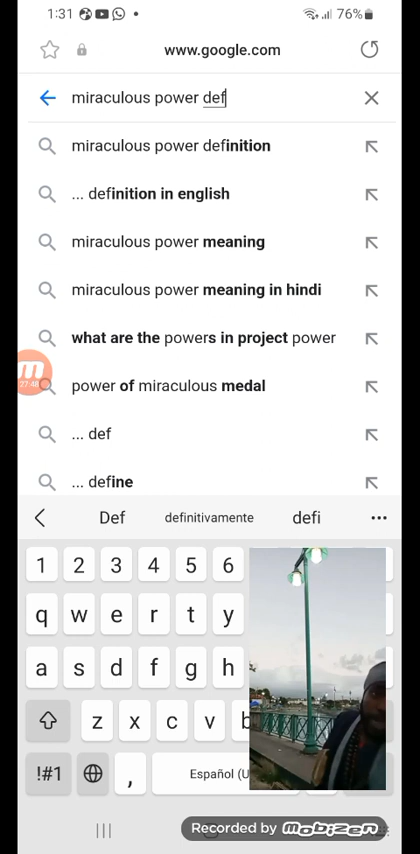 1:31 76%
www.google.com
miraculous power def
miraculous power definition
... definition in english
miraculous power meaning
miraculous power meaning in hindi
what are the powers in project power
27:48
power of miraculous medal
... def
... define
Def definitivamente defi ...
1 2 3 4 5 6
q w e r t y
a s d f g h
z x c v b
!#1 , Español (U
Recorded by mobizen